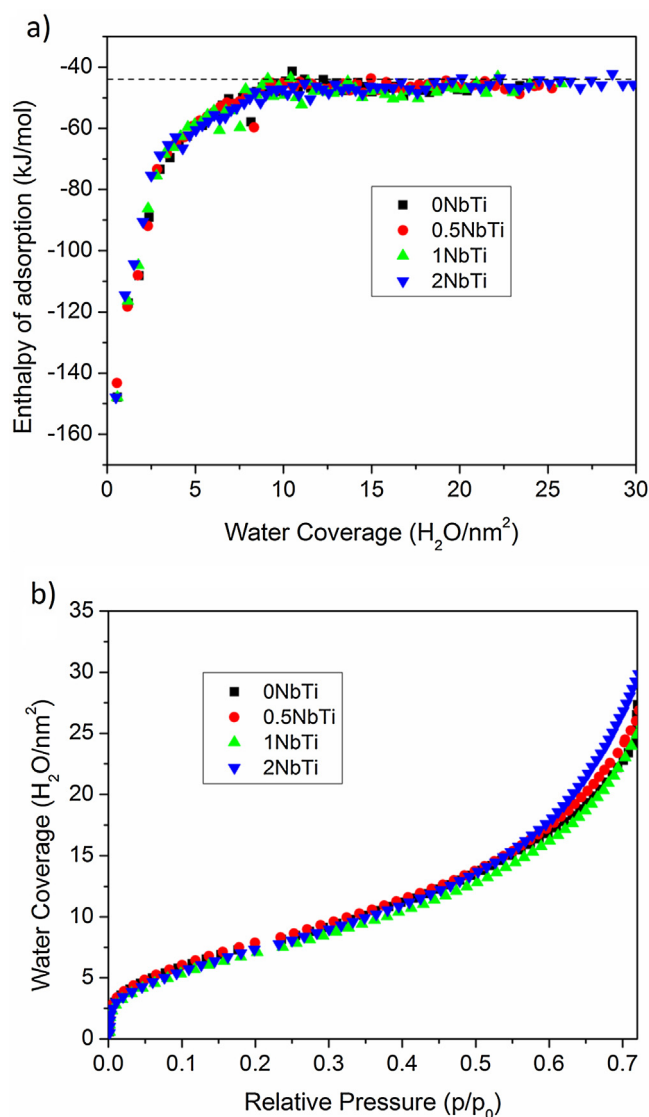 a)
-40
-60
-80
-100
-120
-140
-160
Enthalpy of adsorption (kJ/mol)
0NbTi
0.5NbTi
1NbTi
2NbTi
0 5 10 15 20 25 30
Water Coverage (H₂O/nm²)
b)
35
30
25
20
15
10
5
0
Water Coverage (H₂O/nm²)
0NbTi
0.5NbTi
1NbTi
2NbTi
0.0 0.1 0.2 0.3 0.4 0.5 0.6 0.7
Relative Pressure (p/p₀)